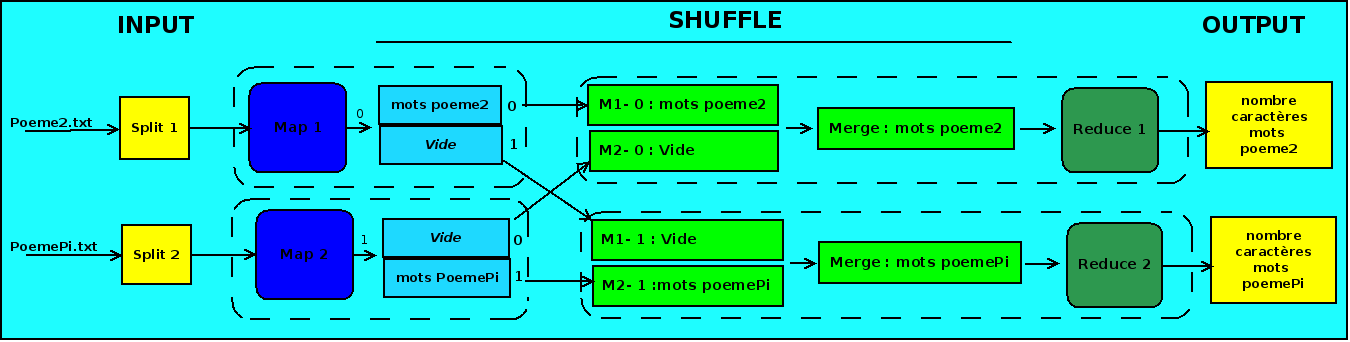 INPUT
SHUFFLE
OUTPUT
Poeme2.txt
Split 1
Map 1
0
mots poeme2
0
Vide
1
M1- 0 : mots poeme2
M2- 0 : Vide
Merge : mots poeme2
Reduce 1
nombre
caractères
mots
poeme2
PoemePi.txt
Split 2
Map 2
1
Vide
0
mots PoemePi
1
M1- 1 : Vide
M2- 1 :mots poemePi
Merge : mots poemePi
Reduce 2
nombre
caractères
mots
poemePi